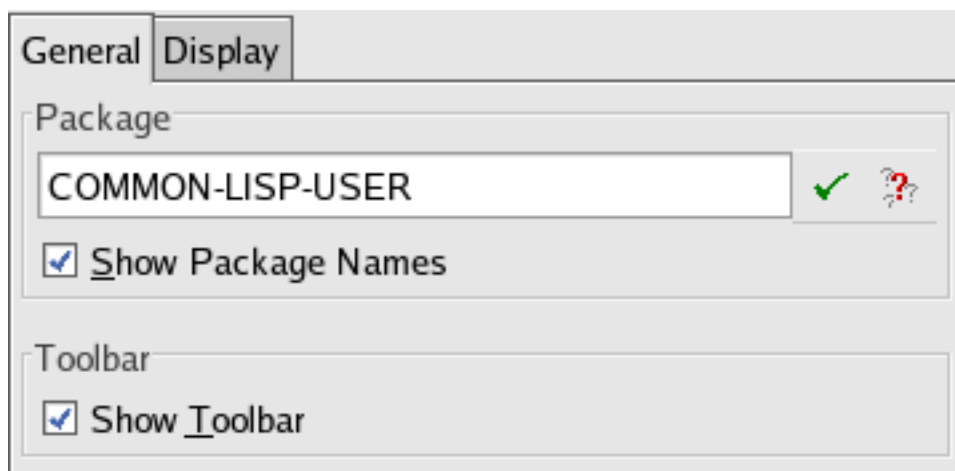 General Display
Package
COMMON-LISP-USER
Show Package Names
Toolbar
Show Toolbar